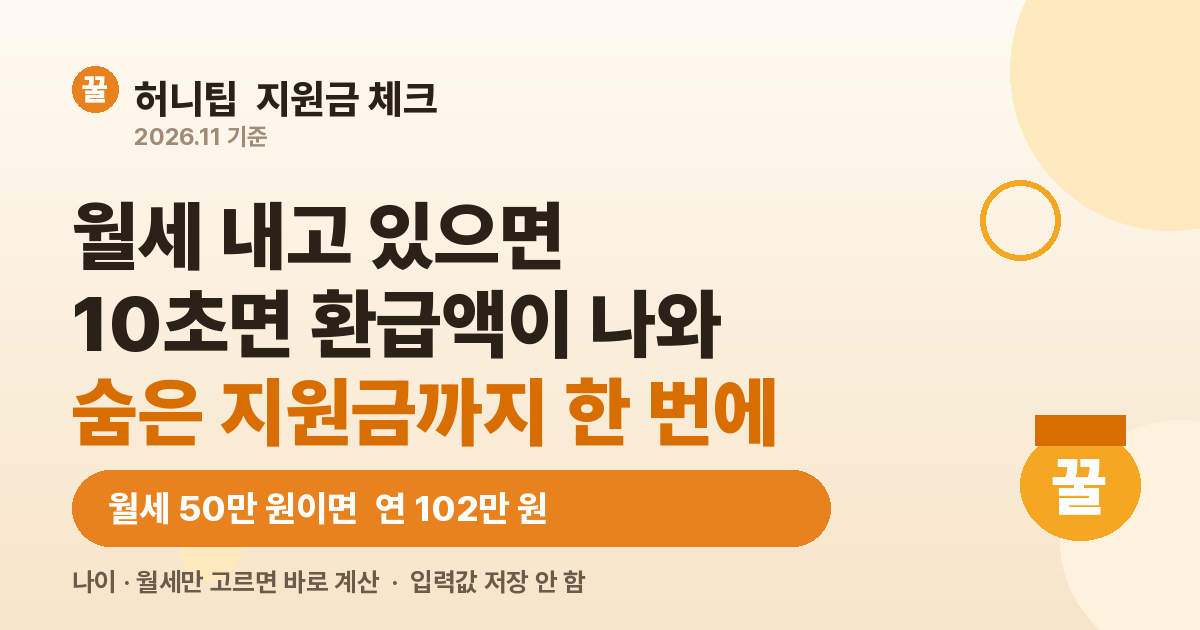 꿀 허니팁 지원금 체크
2026.11 기준
월세 내고 있으면
10초면 환급액이 나와
숨은 지원금까지 한 번에
월세 50만 원이면 연 102만 원
꿀
나이 · 월세만 고르면 바로 계산 · 입력값 저장 안 함